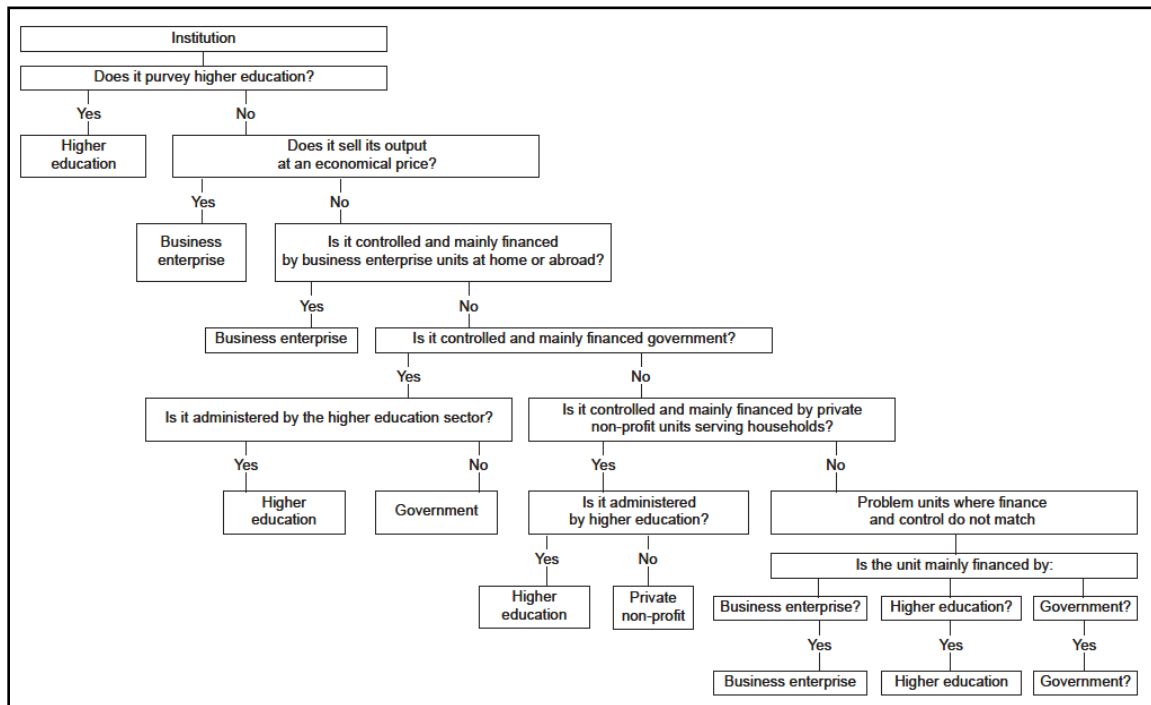 Institution
Does it purvey higher education?
Yes
No
Higher
education
Does it sell its output
at an economical price?
Yes
No
Business
enterprise
Is it controlled and mainly financed
by business enterprise units at home or abroad?
Yes
No
Business enterprise
Is it controlled and mainly financed government?
Yes
No
Is it administered by the higher education sector?
Is it controlled and mainly financed by private
non-profit units serving households?
Yes
No
Yes
No
Higher
education
Government
Is it administered
by higher education?
Problem units where finance
and control do not match
Yes
No
Is the unit mainly financed by:
Higher
education
Private
non-profit
Business enterprise?
Higher education?
Government?
Yes
Yes
Yes
Business enterprise
Higher education
Government?